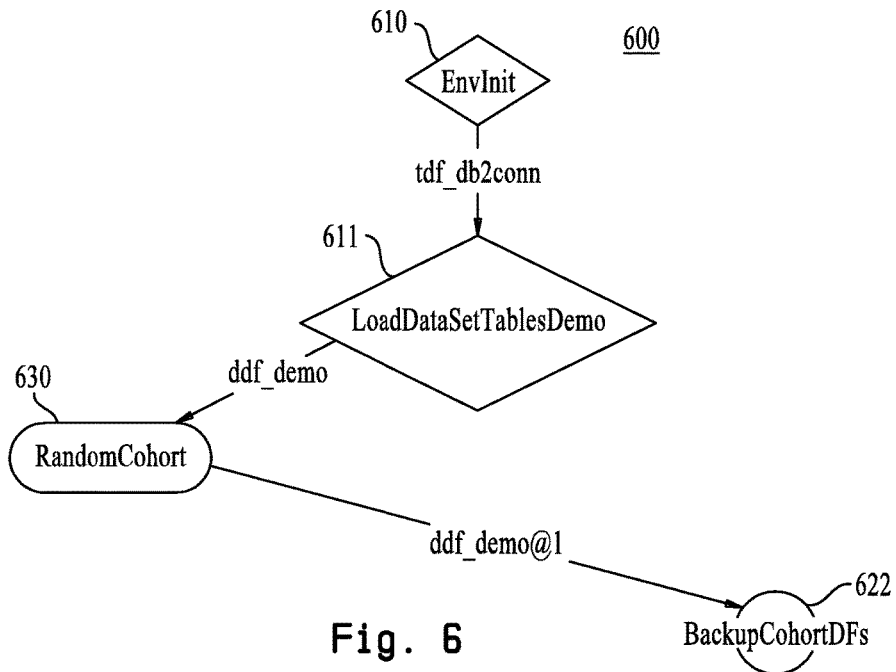 610
600
EnvInit
tdf_db2conn
611
LoadDataSetTablesDemo
ddf_demo
630
RandomCohort
ddf_demo@1
622
BackupCohortDFs
Fig. 6